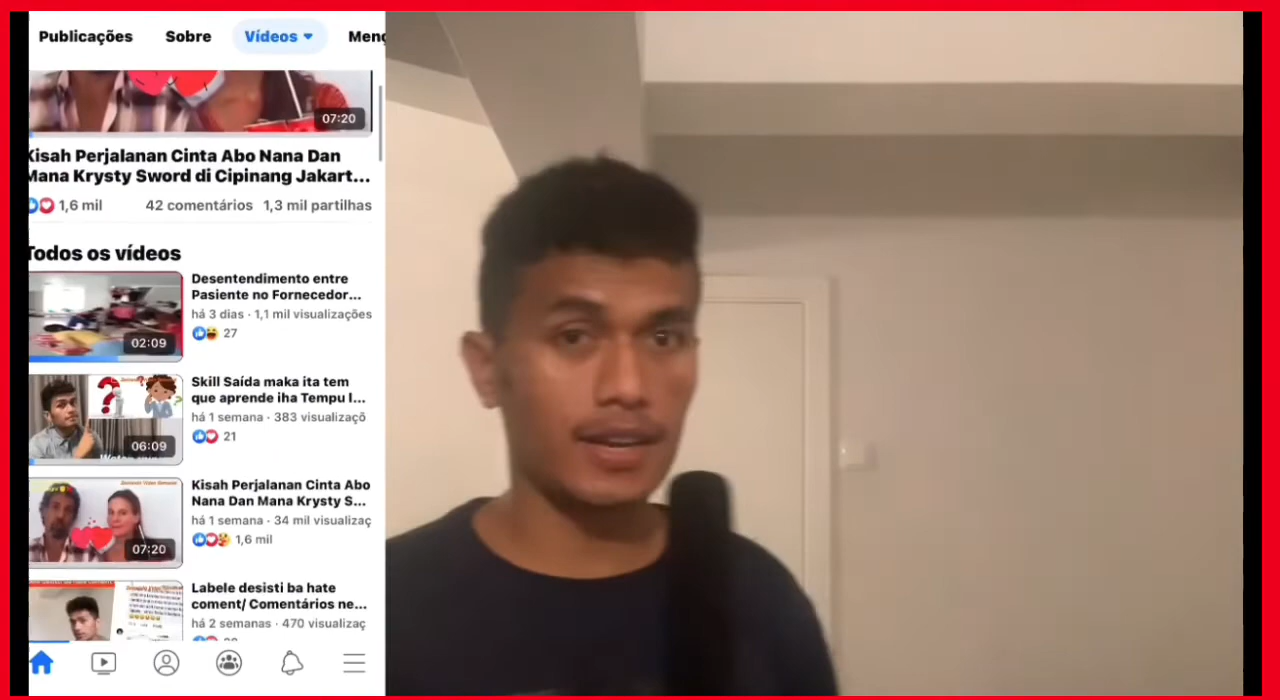 Publicações Sobre Vídeos Menç
07:20
Kisah Perjalanan Cinta Abo Nana Dan
Mana Krysty Sword di Cipinang Jakart...
1,6 mil 42 comentários 1,3 mil partilhas
Todos os vídeos
Desentendimento entre
Pasiente no Fornecedor...
há 3 dias · 1,1 mil visualizações
02:09
27
Skill Saída maka ita tem
que aprende iha Tempu l...
há 1 semana · 383 visualizaçõ
06:09
21
Kisah Perjalanan Cinta Abo
Nana Dan Mana Krysty S...
há 1 semana · 34 mil visualizaç
07:20
1,6 mil
Labele desisti ba hate
coment/ Comentários ne...
há 2 semanas · 470 visualizaç